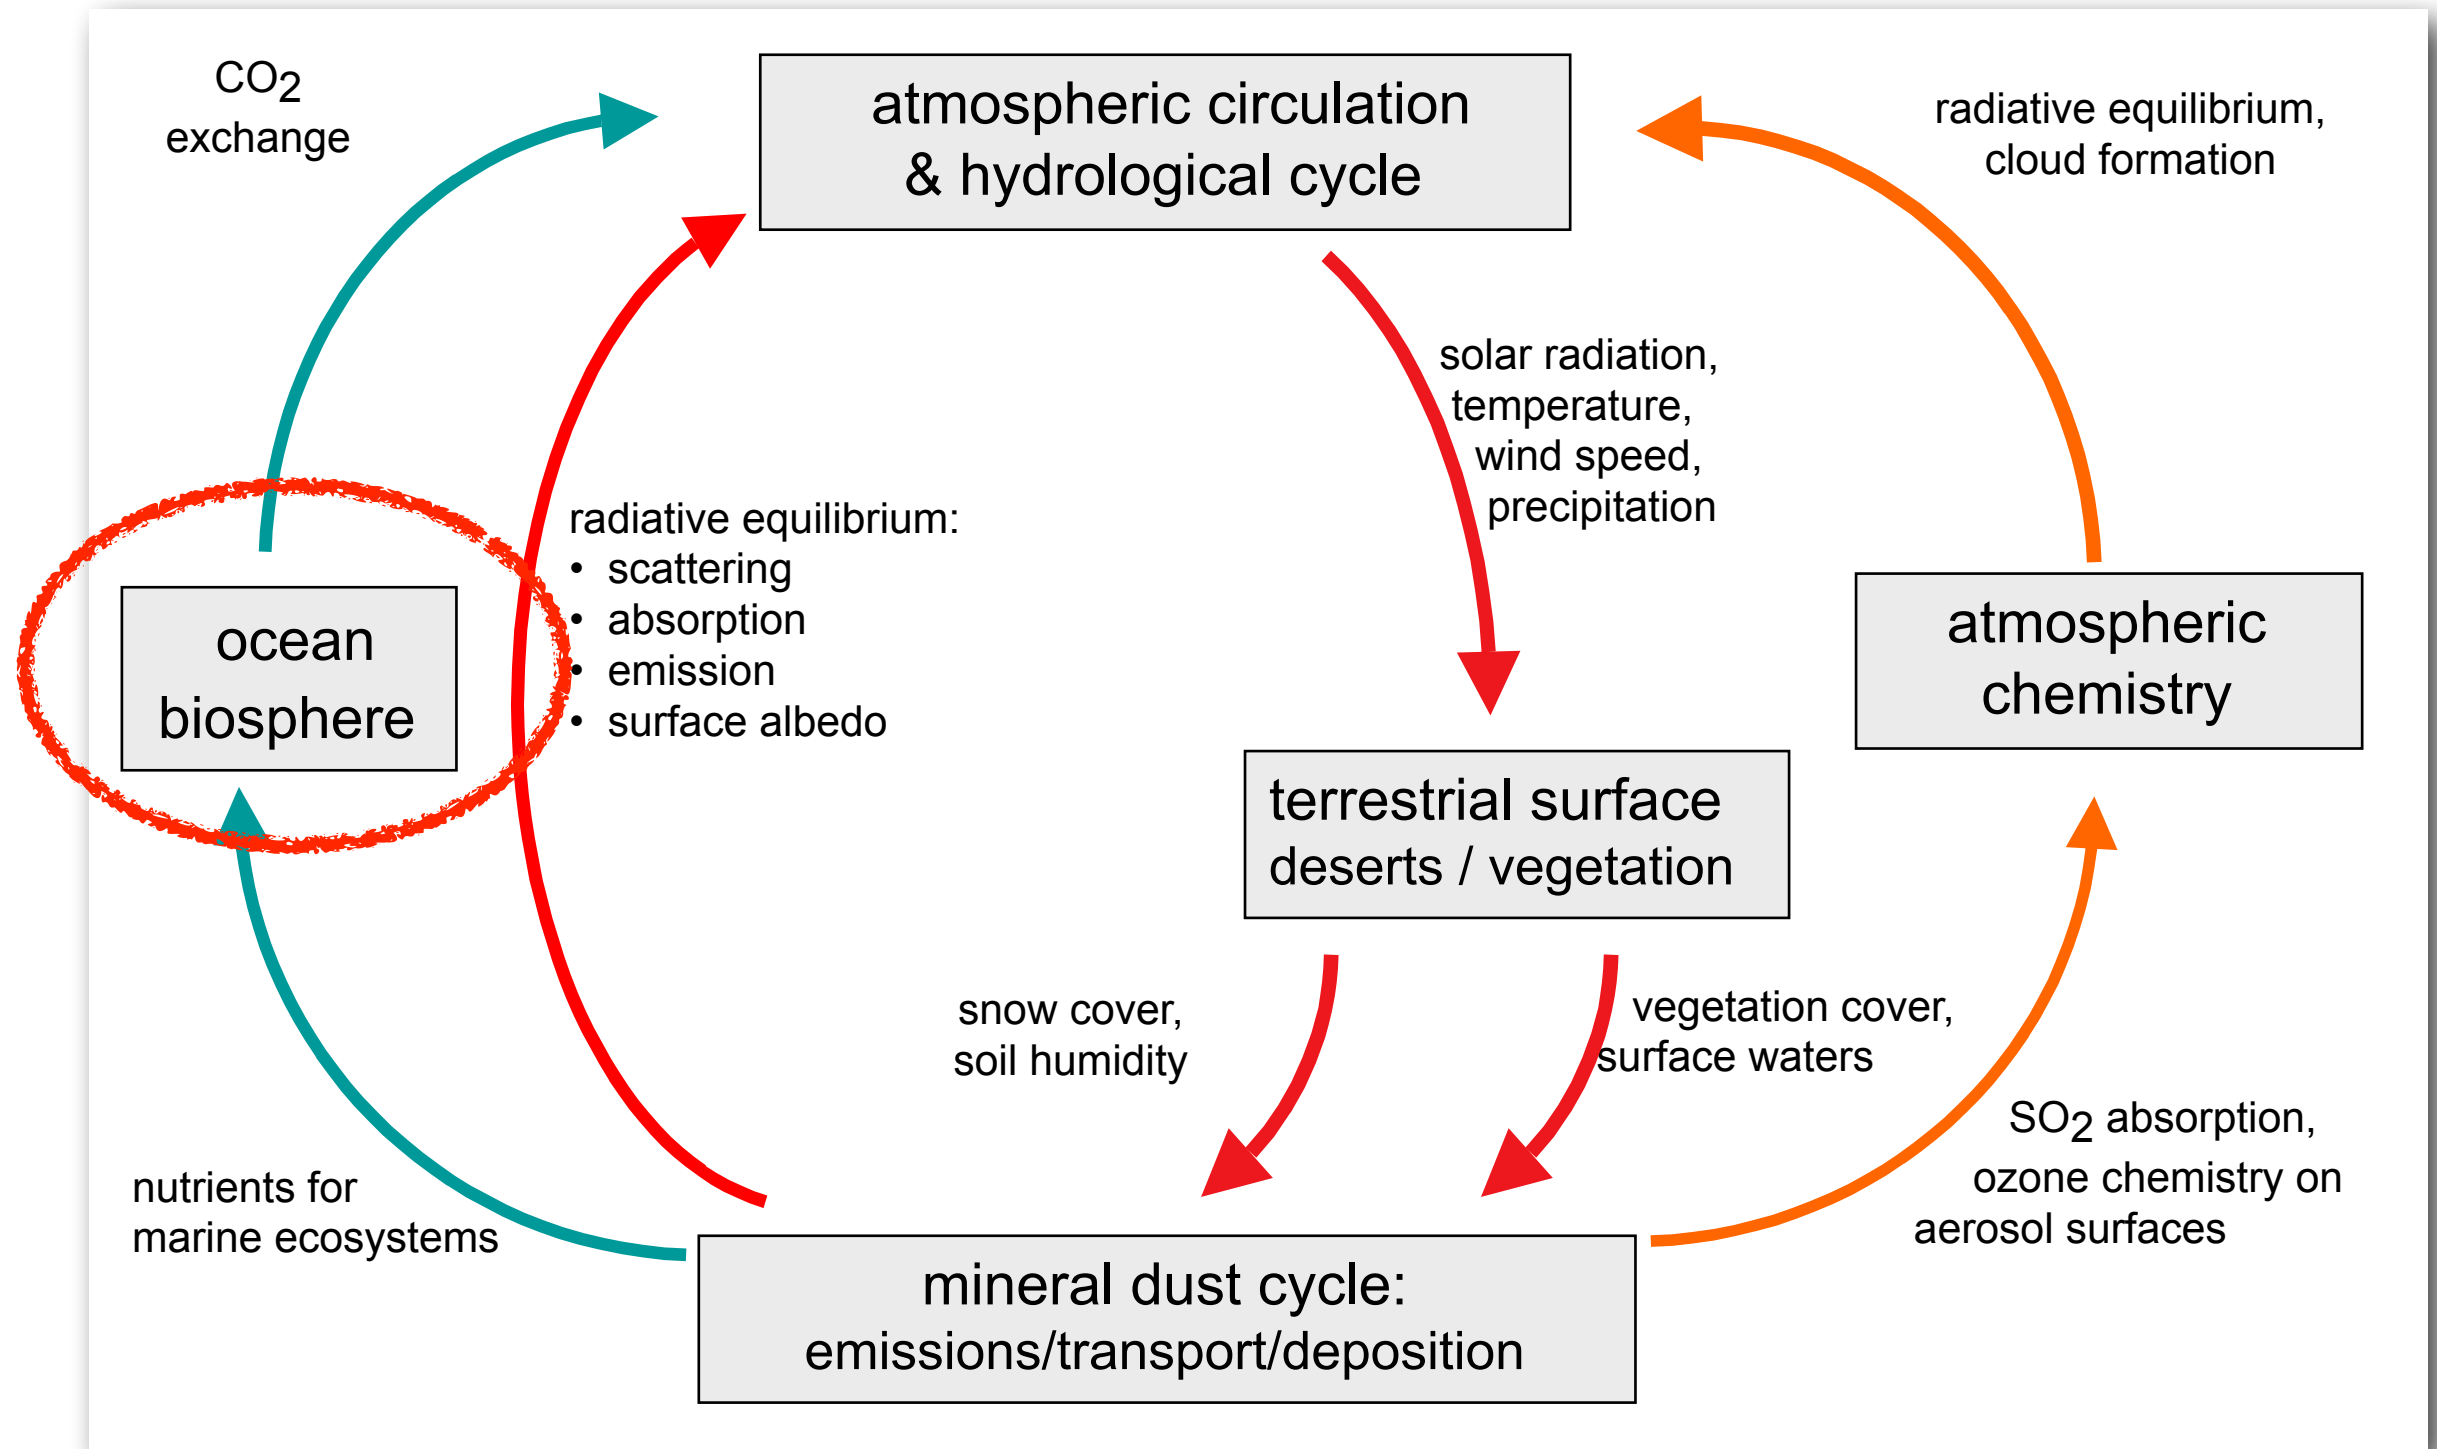 CO2
exchange
atmospheric circulation
& hydrological cycle
radiative equilibrium,
cloud formation
solar radiation,
temperature,
wind speed,
precipitation
radiative equilibrium:
• scattering
• absorption
• emission
• surface albedo
ocean
biosphere
atmospheric
chemistry
terrestrial surface
deserts / vegetation
snow cover,
soil humidity
vegetation cover,
surface waters
SO2 absorption,
ozone chemistry on
aerosol surfaces
nutrients for
marine ecosystems
mineral dust cycle:
emissions/transport/deposition